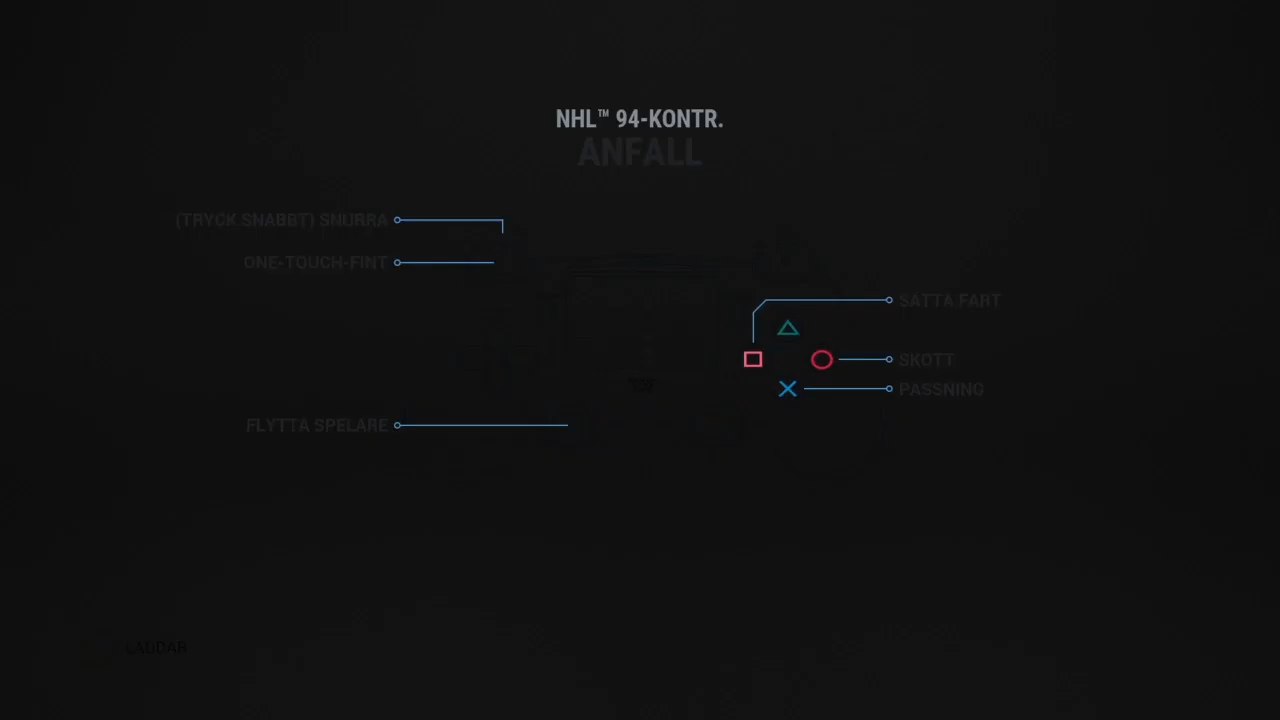 NHL™ 94-KONTR.
ANFALL
(TRYCK SNABBT) SNURRA
ONE-TOUCH-FINT
SÄTTA FART
SKOTT
PASSNING
FLYTTA SPELARE
LADDAR